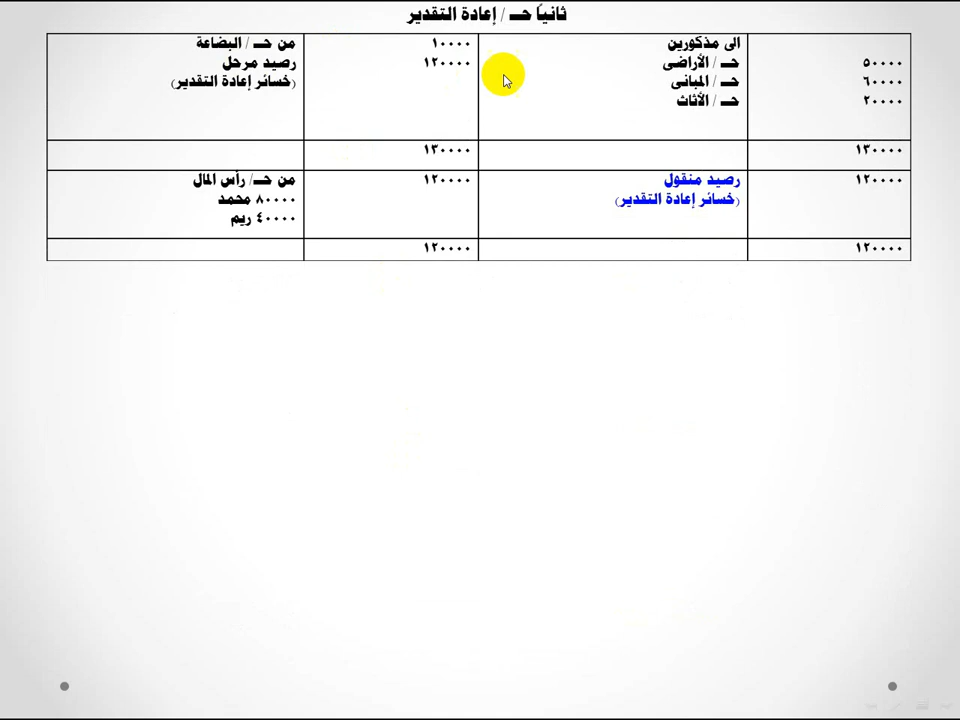 ثانيًا حـ / إعادة التقدير
الى مذكورين ١٠٠٠٠ من حـ / البضاعة
٥٠٠٠٠ حـ / الأراضى ١٢٠٠٠٠ رصيد مرحل
٦٠٠٠٠ حـ / المبانى (خسائر إعادة التقدير)
٢٠٠٠٠ حـ / الأثاث
١٣٠٠٠٠ ١٣٠٠٠٠
١٢٠٠٠٠ رصيد منقول ١٢٠٠٠٠ من حـ/ رأس المال
(خسائر إعادة التقدير) ٨٠٠٠٠ محمد
٤٠٠٠٠ ريم
١٢٠٠٠٠ ١٢٠٠٠٠